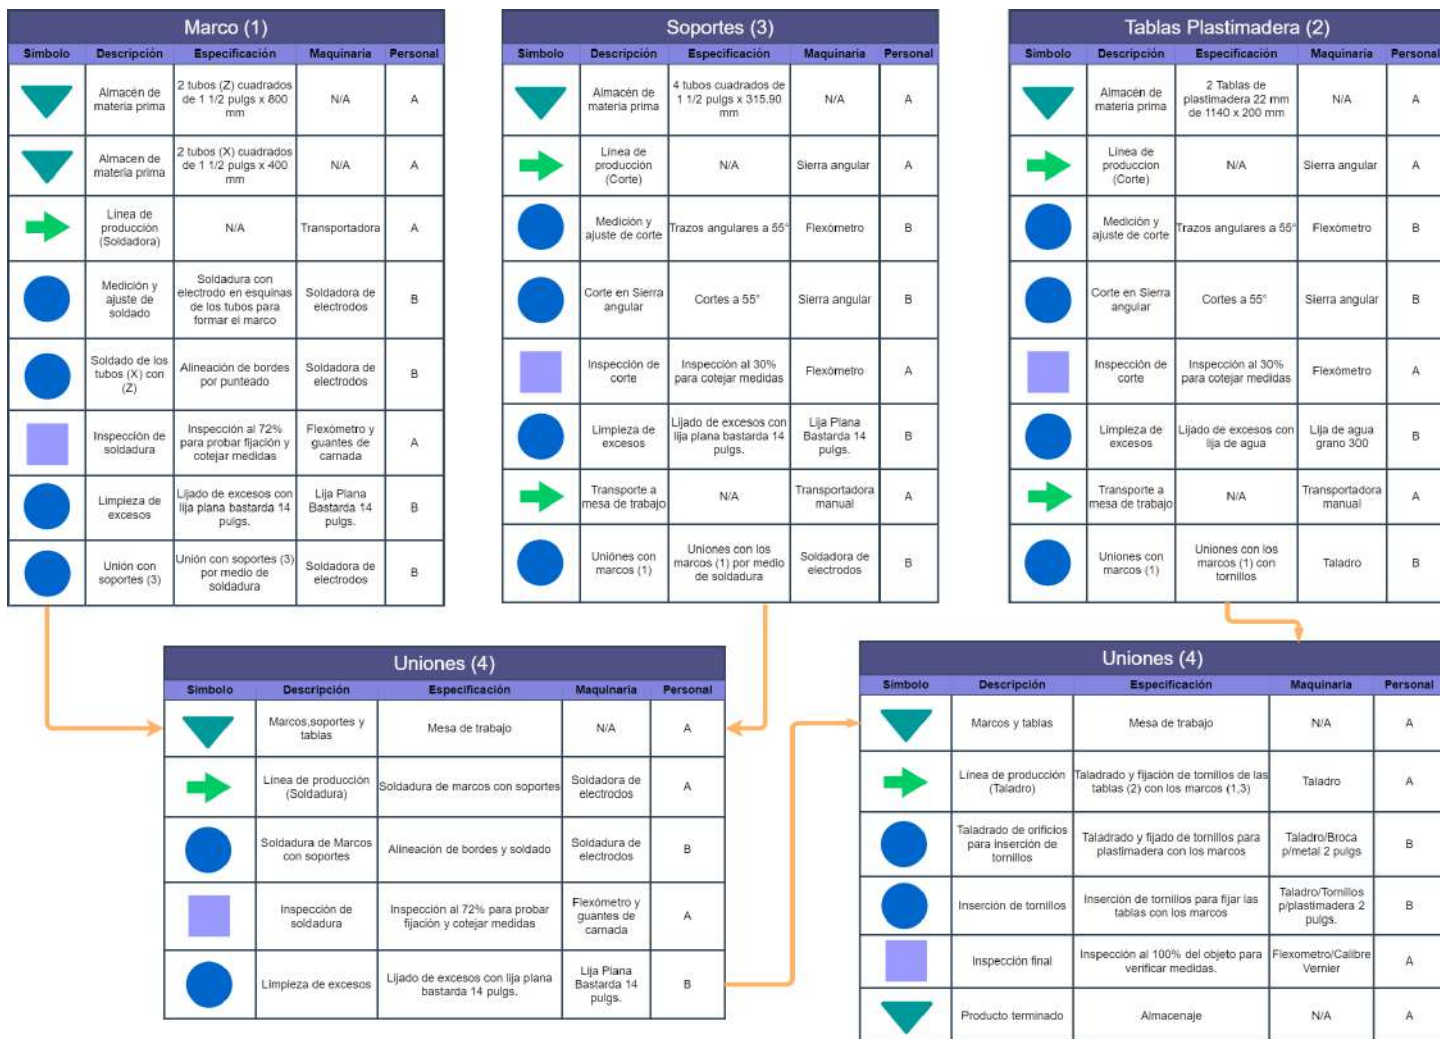 Marco (1)
Símbolo Descripción Especificación Maquinaria Personal
Almacén de
materia prima
2 tubos (Z) cuadrados
de 1 1/2 pulgs x 800
mm
N/A
A
Almacen de
materia prima
2 tubos (X) cuadrados
de 1 1/2 pulgs x 400
mm
N/A
A
Línea de
producción
(Soldadora)
N/A
Transportadora
A
Medición y
ajuste de
soldado
Soldadura con
electrodo en esquinas
de los tubos para
formar el marco
Soldadora de
electrodos
B
Soldado de los
tubos (X) con
(Z)
Alineación de bordes
por punteado
Soldadora de
electrodos
B
Inspección de
soldadura
Inspección al 72%
para probar fijación y
cotejar medidas
Flexómetro y
guantes de
carnada
A
Limpieza de
excesos
Lijado de excesos con
lija plana bastarda 14
pulgs.
Lija Plana
Bastarda 14
pulgs.
B
Unión con
soportes (3)
Unión con soportes (3)
por medio de
soldadura
Soldadora de
electrodos
B
Soportes (3)
Símbolo Descripción Especificación Maquinaria Personal
Almacén de
materia prima
4 tubos cuadrados de
1 1/2 pulgs x 315.90
mm
N/A
A
Línea de
producción
(Corte)
N/A
Sierra angular
A
Medición y
ajuste de corte
Trazos angulares a 55°
Flexómetro
B
Corte en Sierra
angular
Cortes a 55°
Sierra angular
B
Inspección de
corte
Inspección al 30%
para cotejar medidas
Flexómetro
A
Limpieza de
excesos
Lijado de excesos con
lija plana bastarda 14
pulgs.
Lija Plana
Bastarda 14
pulgs.
B
Transporte a
mesa de trabajo
N/A
Transportadora
manual
A
Uniónes con
marcos (1)
Uniones con los
marcos (1) por medio
de soldadura
Soldadora de
electrodos
B
Tablas Plastimadera (2)
Símbolo Descripción Especificación Maquinaria Personal
Almacén de
materia prima
2 Tablas de
plastimadera 22 mm
de 1140 x 200 mm
N/A
A
Línea de
produccion
(Corte)
N/A
Sierra angular
A
Medición y
ajuste de corte
Trazos angulares a 55°
Flexómetro
B
Corte en Sierra
angular
Cortes a 55°
Sierra angular
B
Inspección de
corte
Inspección al 30%
para cotejar medidas
Flexómetro
A
Limpieza de
excesos
Lijado de excesos con
lija de agua
Lija de agua
grano 300
B
Transporte a
mesa de trabajo
N/A
Transportadora
manual
A
Uniones con
marcos (1)
Uniones con los
marcos (1) con
tornillos
Taladro
B
Uniones (4)
Símbolo Descripción Especificación Maquinaria Personal
Marcos,soportes y
tablas
Mesa de trabajo
N/A
A
Línea de producción
(Soldadura)
Soldadura de marcos con soportes
Soldadora de
electrodos
A
Soldadura de Marcos
con soportes
Alineación de bordes y soldado
Soldadora de
electrodos
B
Inspección de
soldadura
Inspección al 72% para probar
fijación y cotejar medidas
Flexómetro y
guantes de
carnada
A
Limpieza de excesos
Lijado de excesos con lija plana
bastarda 14 pulgs.
Lija Plana
Bastarda 14
pulgs.
B
Uniones (4)
Símbolo Descripción Especificación Maquinaria Personal
Marcos y tablas
Mesa de trabajo
N/A
A
Línea de producción
(Taladro)
Taladrado y fijación de tornillos de las
tablas (2) con los marcos (1,3)
Taladro
A
Taladrado de orificios
para inserción de
tornillos
Taladrado y fijado de tornillos para
plastimadera con los marcos
Taladro/Broca
p/metal 2 pulgs
B
Inserción de tornillos
Inserción de tornillos para fijar las
tablas con los marcos
Taladro/Tornillos
p/plastimadera 2
pulgs.
B
Inspección final
Inspección al 100% del objeto para
verificar medidas.
Flexometro/Calibre
Vernier
A
Producto terminado
Almacenaje
N/A
A